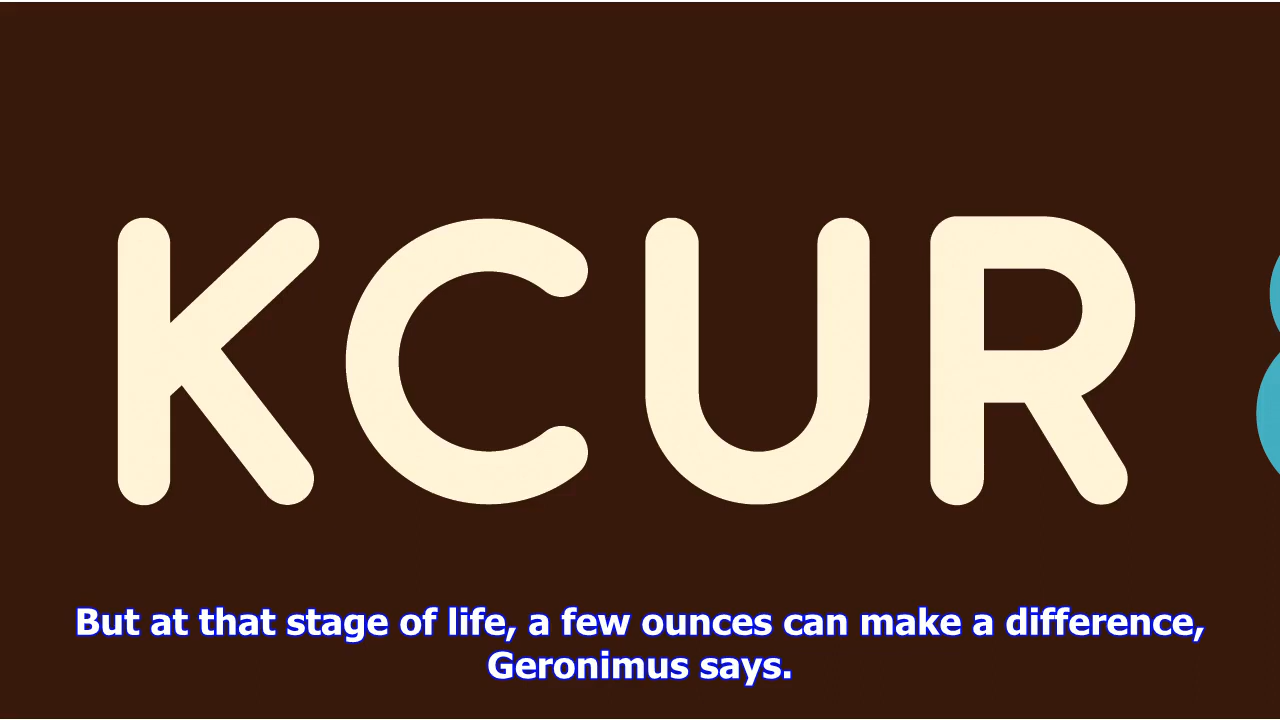 KCUR
But at that stage of life, a few ounces can make a difference,
Geronimus says.